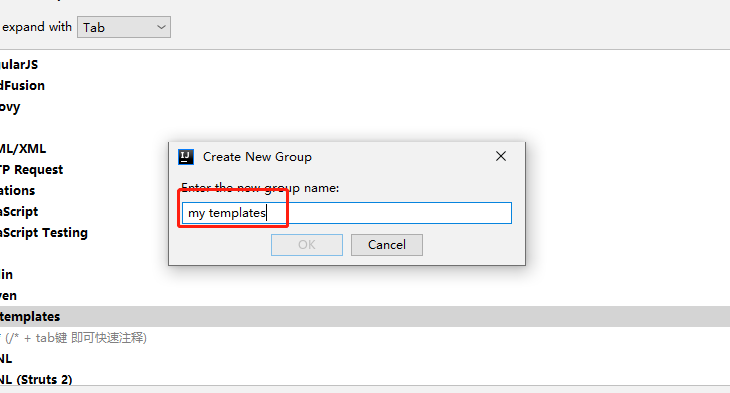 expand with Tab
gularJS
dFusion
ovy
ML/XML
TP Request
ations
aScript
aScript Testing
in
ven
templates
(/* + tab键 即可快速注释)
NL
NL (Struts 2)
IJ Create New Group
Enter the new group name:
my templates
OK Cancel